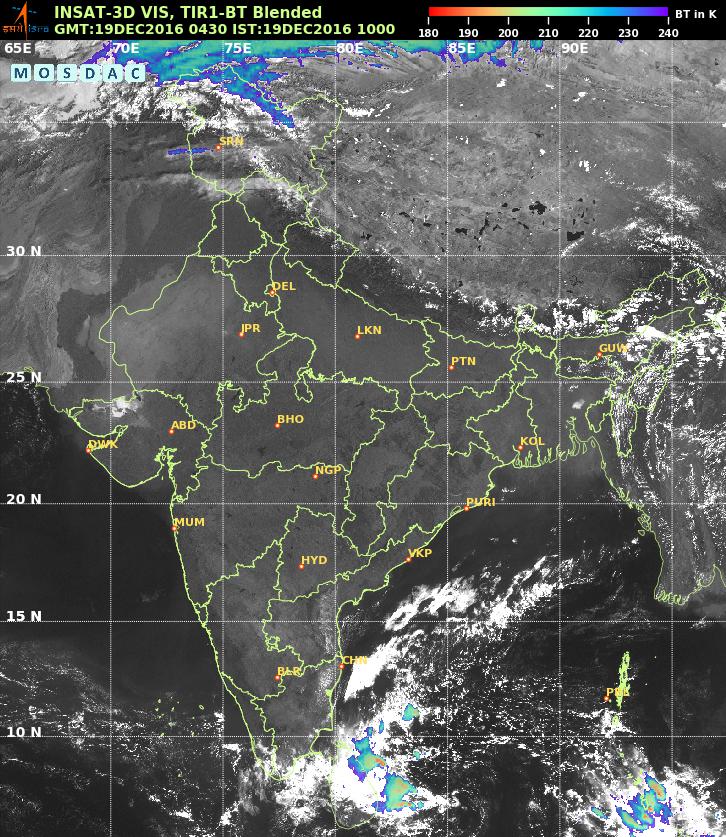 INSAT-3D VIS, TIR1-BT Blended
GMT:19DEC2016 0430 IST:19DEC2016 1000
BT in K
180 190 200 210 220 230 240
65E 70E 75E 80E 85E 90E
MOSDAC
SRN
30 N
DEL
JPR LKN
GUW
PTN
25 N
ABD BHO
DWK KOL
NGP
20 N PURI
MUM
VKP
HYD
15 N
CHN
BLR
10 N